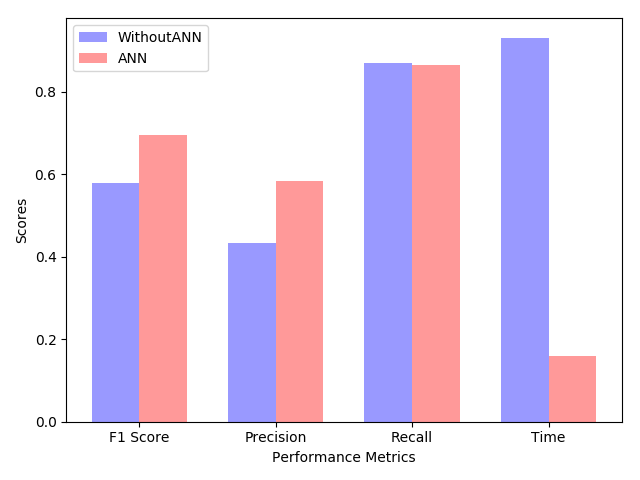 WithoutANN
ANN
Scores
0.8
0.6
0.4
0.2
0.0
F1 Score Precision Recall Time
Performance Metrics